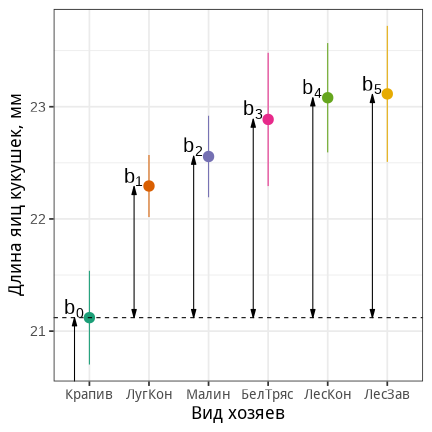 Длина яиц кукушек, мм
23
22
21
b0
b1
b2
b3
b4
b5
Крапив ЛугКон Малин БелТряс ЛесКон ЛесЗав
Вид хозяев